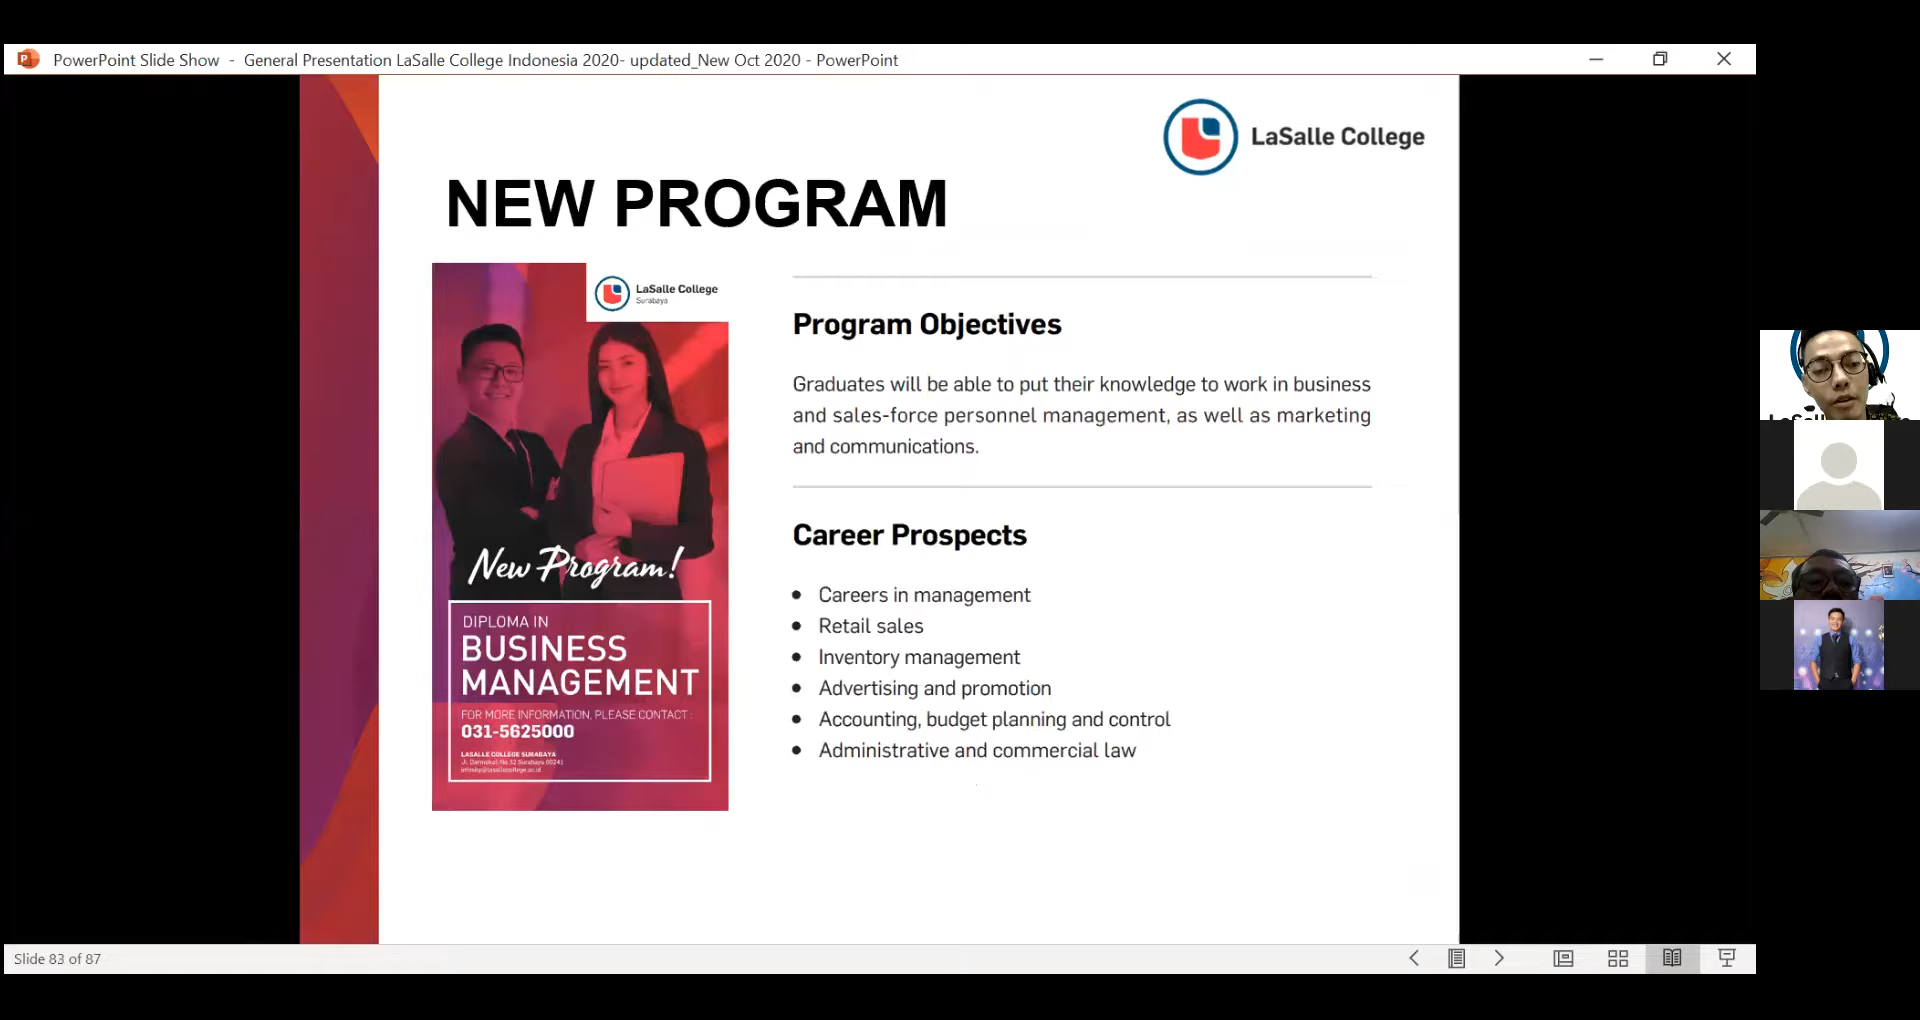 PowerPoint Slide Show - General Presentation LaSalle College Indonesia 2020- updated_New Oct 2020 - PowerPoint
LaSalle College
NEW PROGRAM
LaSalle College
Surabaya
New Program!
DIPLOMA IN
BUSINESS
MANAGEMENT
FOR MORE INFORMATION, PLEASE CONTACT :
031-5625000
LASALLE COLLEGE SURABAYA
Program Objectives
Graduates will be able to put their knowledge to work in business
and sales-force personnel management, as well as marketing
and communications.
Career Prospects
• Careers in management
• Retail sales
• Inventory management
• Advertising and promotion
• Accounting, budget planning and control
• Administrative and commercial law
Slide 83 of 87